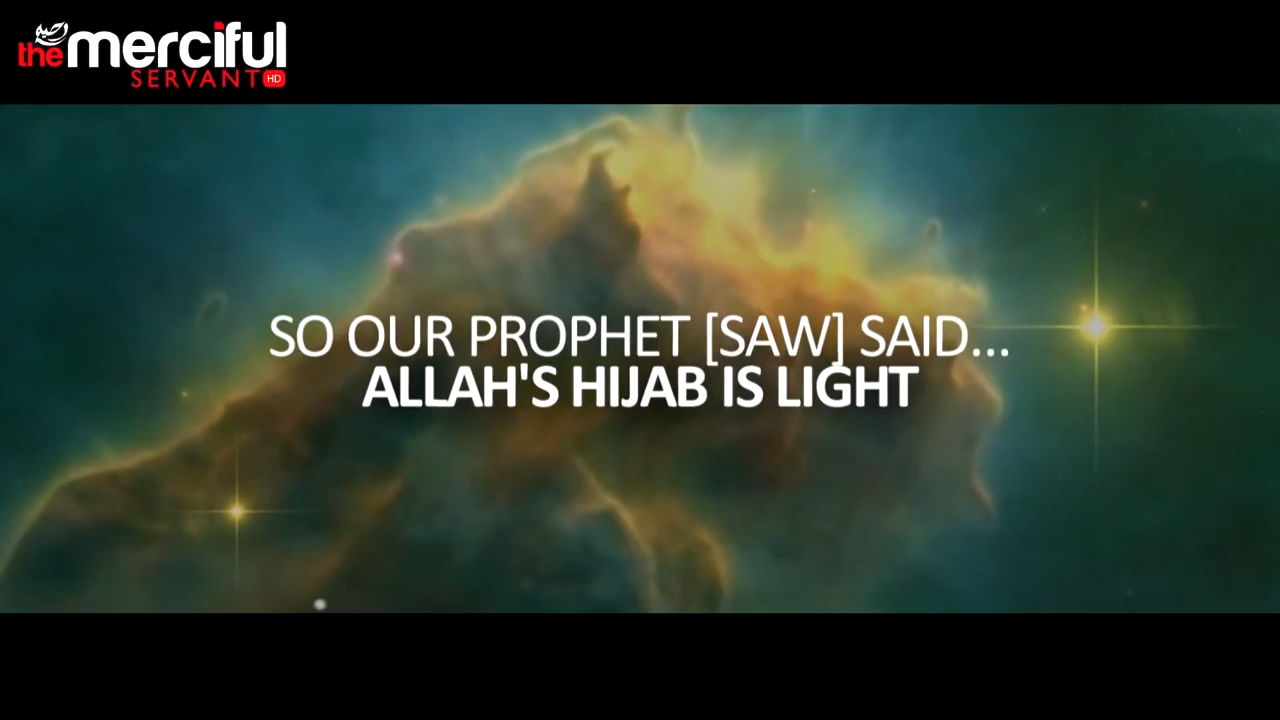 the merciful
SERVANT HD
SO OUR PROPHET [SAW] SAID...
ALLAH'S HIJAB IS LIGHT